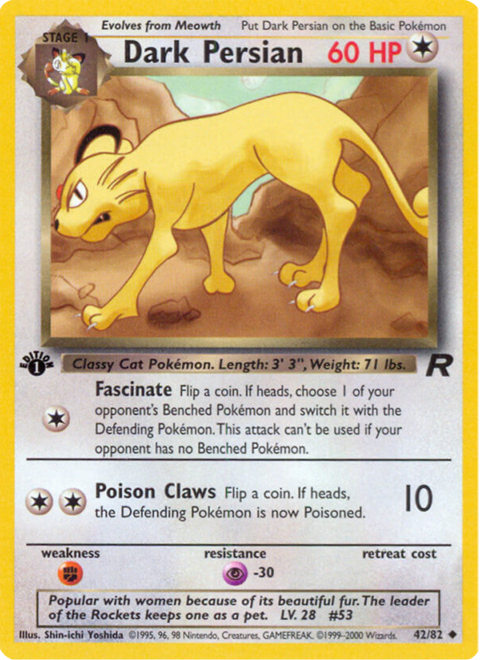 Evolves from Meowth Put Dark Persian on the Basic Pokémon
STAGE 1
Dark Persian 60 HP
EDITION
1
Classy Cat Pokémon. Length: 3' 3", Weight: 71 lbs.
R
Fascinate Flip a coin. If heads, choose 1 of your
opponent's Benched Pokémon and switch it with the
Defending Pokémon. This attack can't be used if your
opponent has no Benched Pokémon.
Poison Claws Flip a coin. If heads, 10
the Defending Pokémon is now Poisoned.
weakness resistance retreat cost
-30
Popular with women because of its beautiful fur. The leader
of the Rockets keeps one as a pet. LV. 28 #53
Illus. Shin-ichi Yoshida ©1995, 96, 98 Nintendo, Creatures, GAMEFREAK. ©1999-2000 Wizards. 42/82 ◆